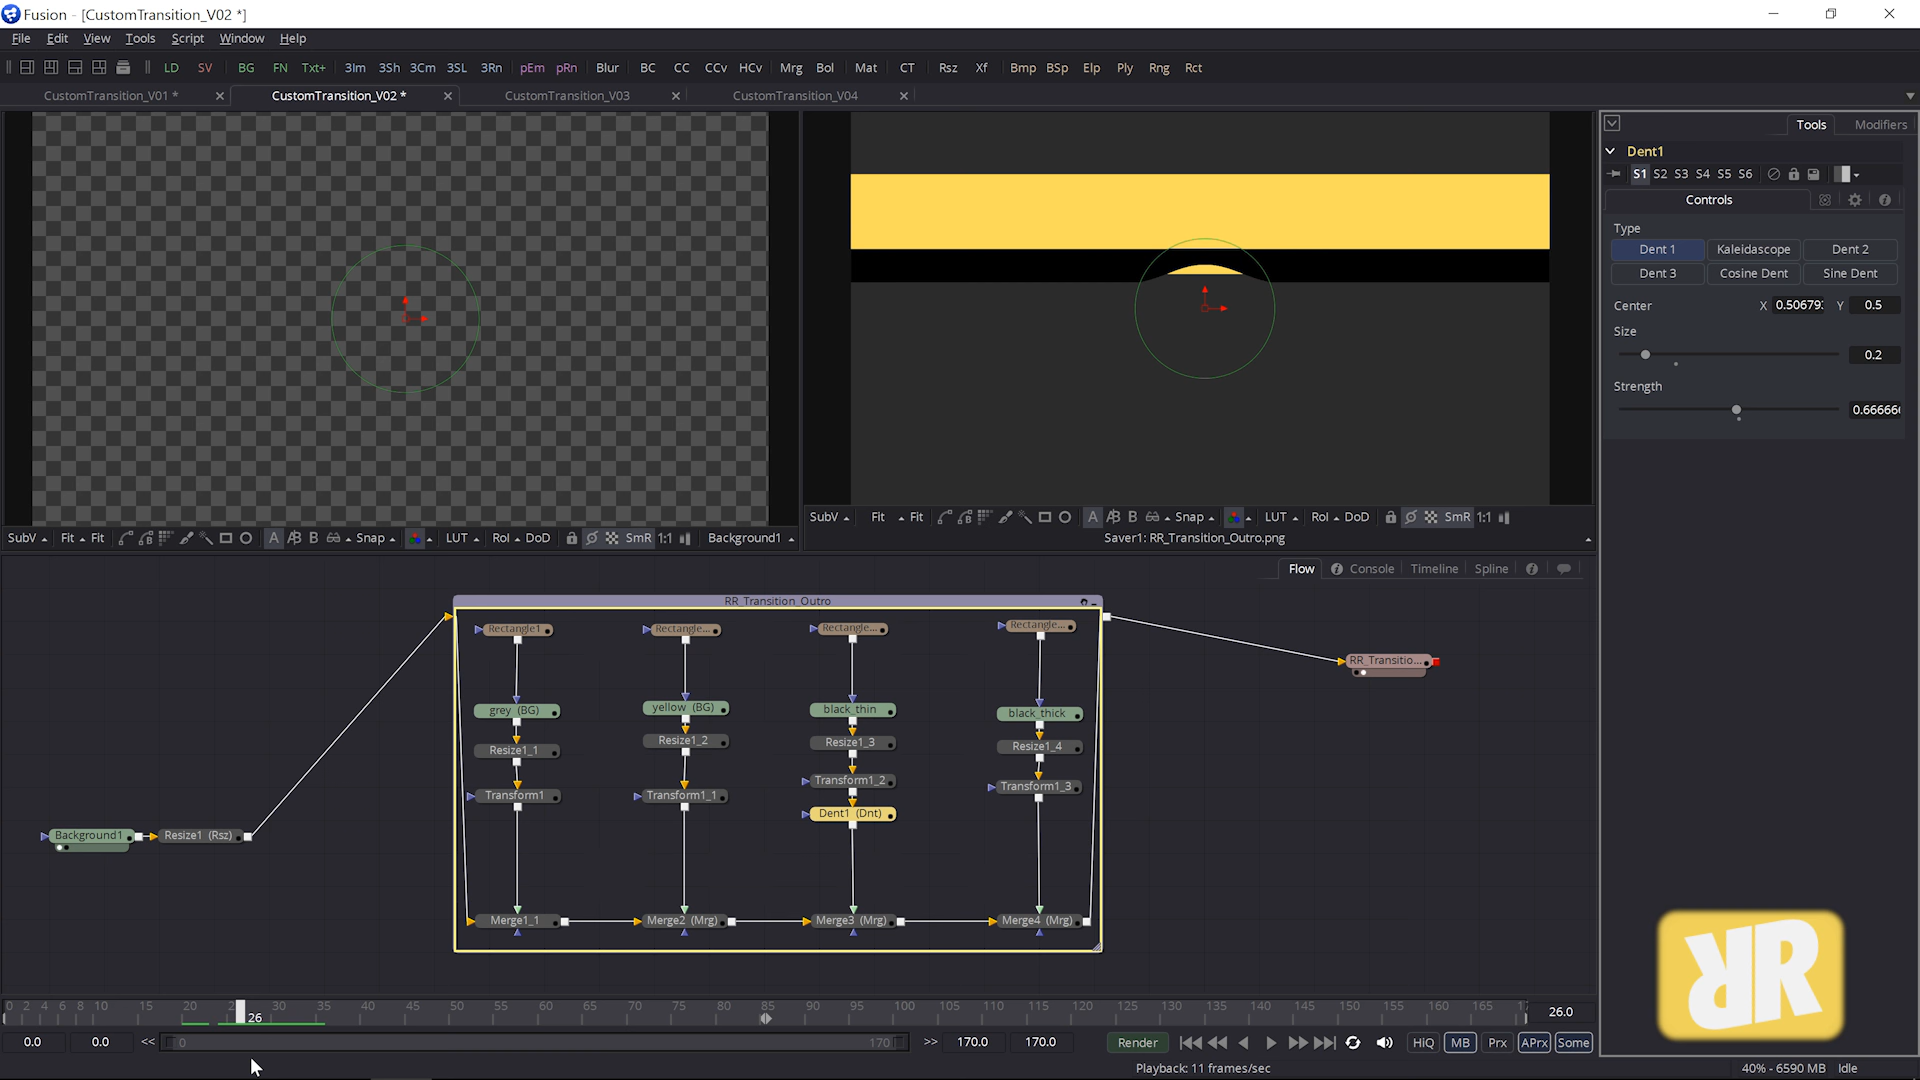 Fusion - [CustomTransition_V02 *]
File Edit View Tools Script Window Help
LD SV BG FN Txt+ 3Im 3Sh 3Cm 3SL 3Rn pEm pRn Blur BC CC CCv HCv Mrg Bol Mat CT Rsz Xf Bmp BSp Elp Ply Rng Rct
CustomTransition_V01 * CustomTransition_V02 * CustomTransition_V03 CustomTransition_V04
Tools Modifiers
Dent1
S1 S2 S3 S4 S5 S6
Controls
Type
Dent 1 Kaleidascope Dent 2
Dent 3 Cosine Dent Sine Dent
Center X 0.50679 Y 0.5
Size
0.2
Strength
0.66666
SubV Fit Fit A B Snap LUT RoI DoD SmR 1:1
Saver1: RR_Transition_Outro.png
SubV Fit Fit A B Snap LUT RoI DoD SmR 1:1 Background1
Flow Console Timeline Spline
RR_Transition_Outro
Rectangle1 Rectangle... Rectangle... Rectangle...
RR_Transitio...
grey (BG) yellow (BG) black_thin black_thick
Resize1_1 Resize1_2 Resize1_3 Resize1_4
Transform1 Transform1_1 Transform1_2 Transform1_3
Dent1 (Dnt)
Background1 Resize1 (Rsz)
Merge1_1 Merge2 (Mrg) Merge3 (Mrg) Merge4 (Mrg)
RR
0 2 4 6 8 10 15 20 2 30 35 40 45 50 55 60 65 70 75 80 85 90 95 100 105 110 115 120 125 130 135 140 145 150 155 160 165 1
26 26.0
0.0 0.0 << 0 170 >> 170.0 170.0 Render HiQ MB Prx APrx Some
Playback: 11 frames/sec 40% - 6590 MB Idle